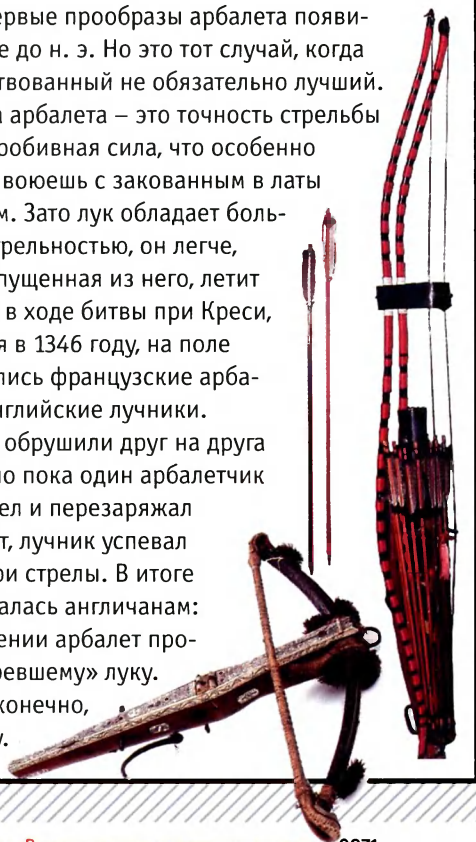 ервые прообразы арбалета появи-
е до н. э. Но это тот случай, когда
твованный не обязательно лучший.
а арбалета – это точность стрельбы
робивная сила, что особенно
воюешь с закованным в латы
м. Зато лук обладает боль-
трельностью, он легче,
пущенная из него, летит
в ходе битвы при Креси,
я в 1346 году, на поле
лись французские арба-
нглийские лучники.
обрушили друг на друга
но пока один арбалетчик
ел и перезаряжал
т, лучник успевал
ри стрелы. В итоге
алась англичанам:
ении арбалет про-
ревшему» луку.
конечно,
у.